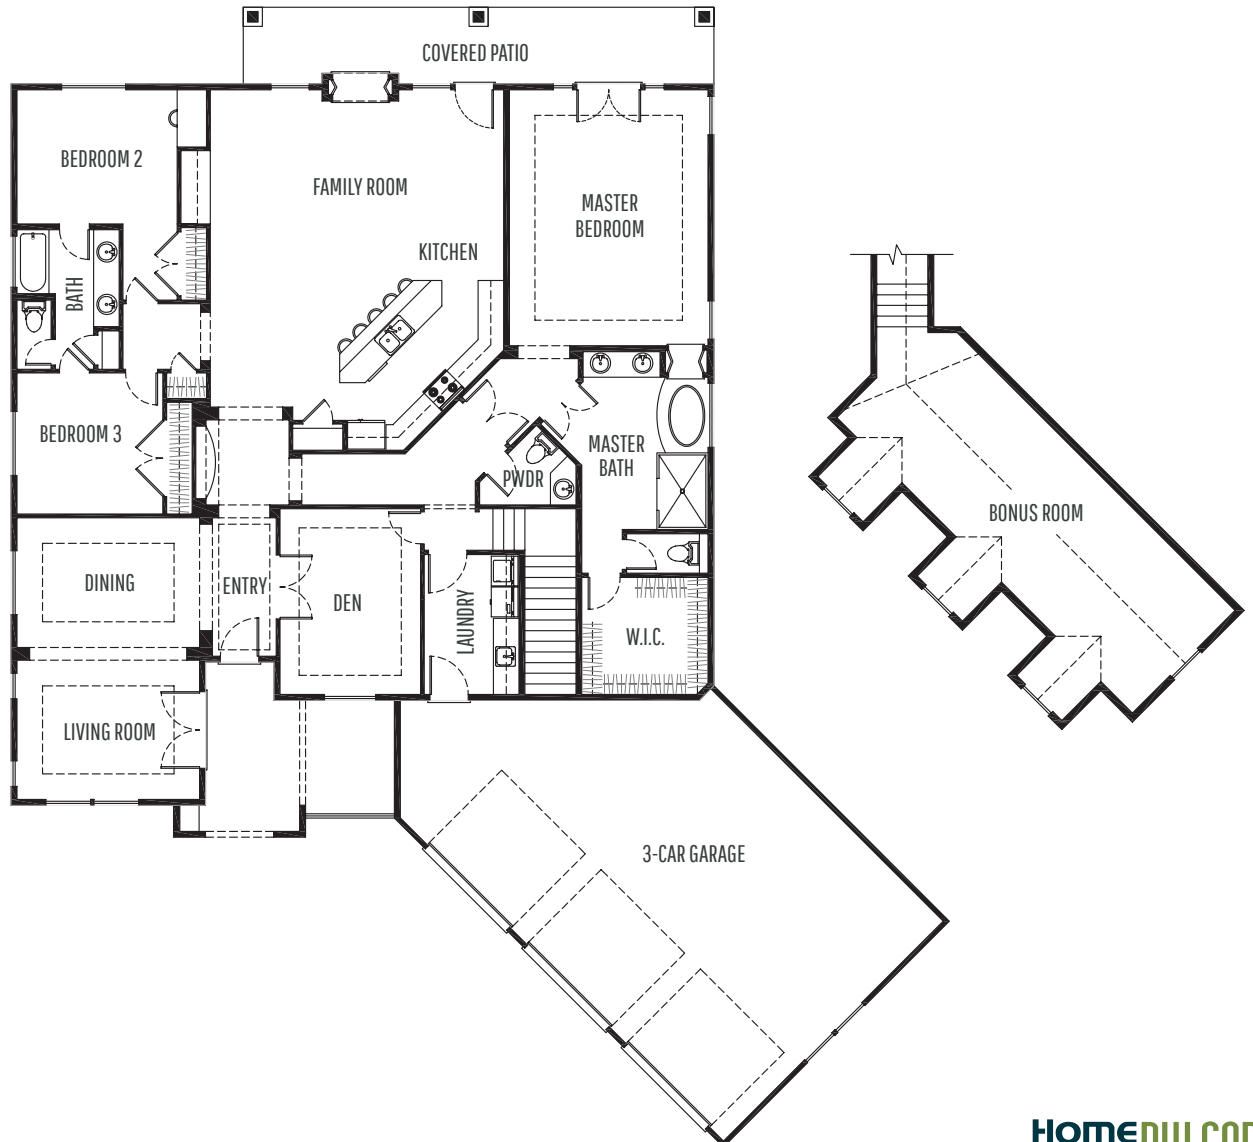 COVERED PATIO
BEDROOM 2
FAMILY ROOM
MASTER
BEDROOM
KITCHEN
BATH
BEDROOM 3
MASTER
BATH
PWDR
BONUS ROOM
DINING
ENTRY
DEN
LAUNDRY
W.I.C.
LIVING ROOM
3-CAR GARAGE